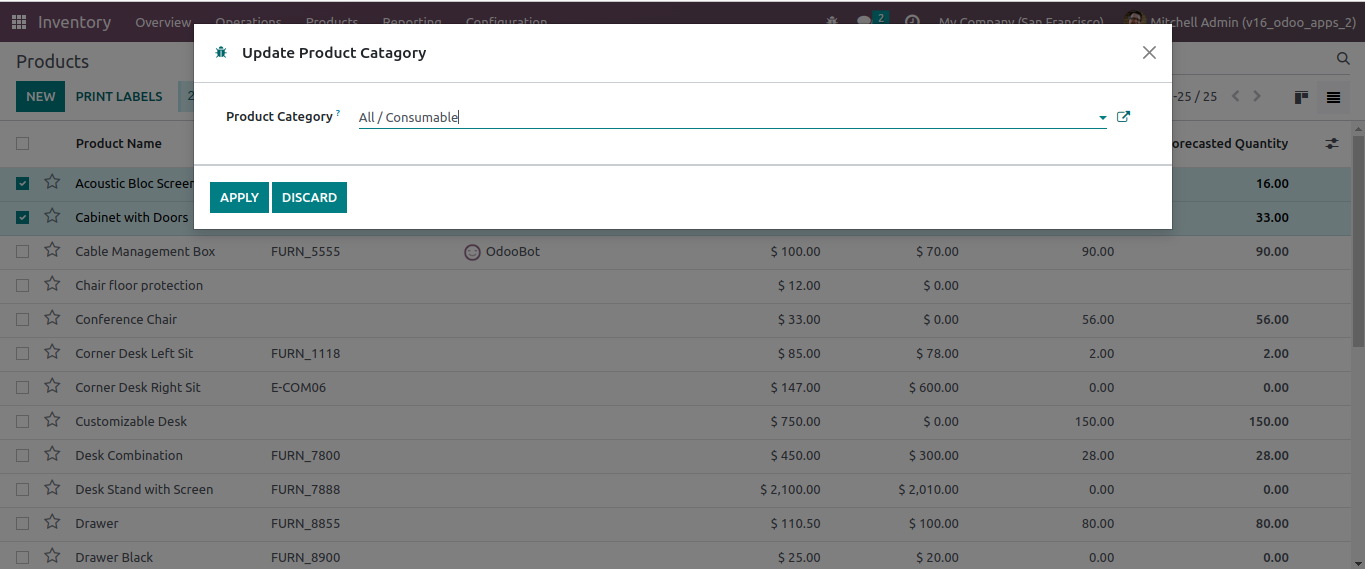 Inventory Overview Operations Products Reporting Configuration 2 My Company (San Francisco) Mitchell Admin (v16_odoo_apps_2)
Update Product Catagory
Products
NEW PRINT LABELS 2 -25 / 25
Product Category ? All / Consumable
Product Name orecasted Quantity
Acoustic Bloc Screen 16.00
APPLY DISCARD
Cabinet with Doors 33.00
Cable Management Box FURN_5555 OdooBot $ 100.00 $ 70.00 90.00 90.00
Chair floor protection $ 12.00 $ 0.00
Conference Chair $ 33.00 $ 0.00 56.00 56.00
Corner Desk Left Sit FURN_1118 $ 85.00 $ 78.00 2.00 2.00
Corner Desk Right Sit E-COM06 $ 147.00 $ 600.00 0.00 0.00
Customizable Desk $ 750.00 $ 0.00 150.00 150.00
Desk Combination FURN_7800 $ 450.00 $ 300.00 28.00 28.00
Desk Stand with Screen FURN_7888 $ 2,100.00 $ 2,010.00 0.00 0.00
Drawer FURN_8855 $ 110.50 $ 100.00 80.00 80.00
Drawer Black FURN_8900 $ 25.00 $ 20.00 0.00 0.00